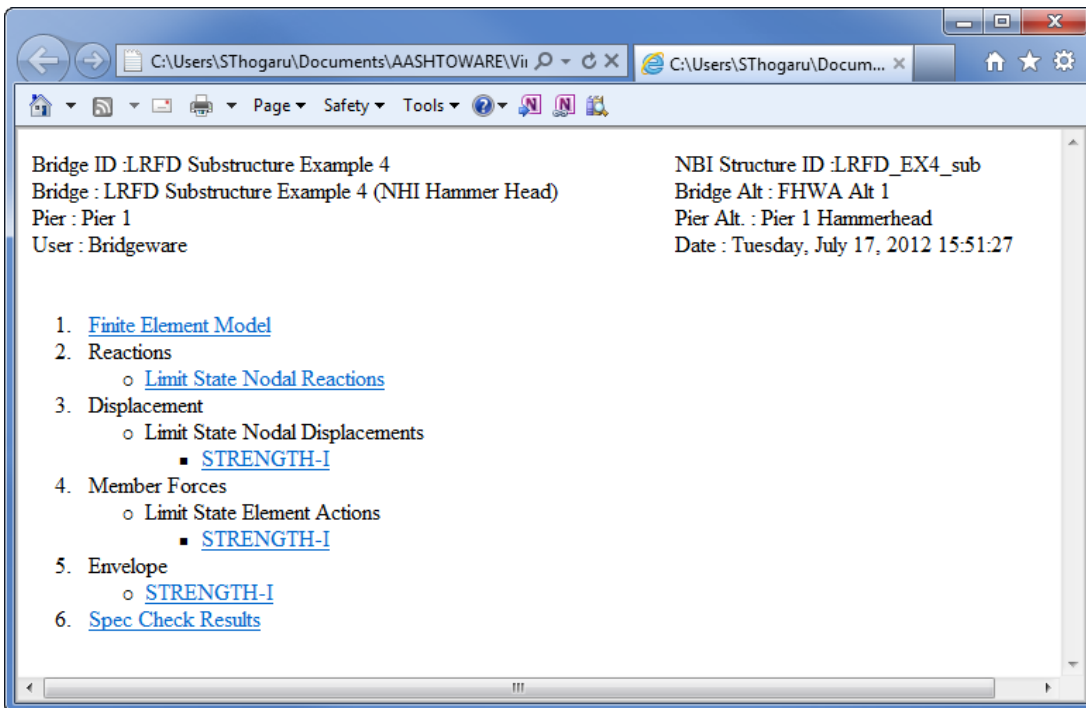 C:\Users\SThogaru\Documents\AASHTOWARE\Vi
C:\Users\SThogaru\Docum...
Page Safety Tools
Bridge ID :LRFD Substructure Example 4 NBI Structure ID :LRFD_EX4_sub
Bridge : LRFD Substructure Example 4 (NHI Hammer Head) Bridge Alt : FHWA Alt 1
Pier : Pier 1 Pier Alt. : Pier 1 Hammerhead
User : Bridgeware Date : Tuesday, July 17, 2012 15:51:27
1. Finite Element Model
2. Reactions
o Limit State Nodal Reactions
3. Displacement
o Limit State Nodal Displacements
▪ STRENGTH-I
4. Member Forces
o Limit State Element Actions
▪ STRENGTH-I
5. Envelope
o STRENGTH-I
6. Spec Check Results